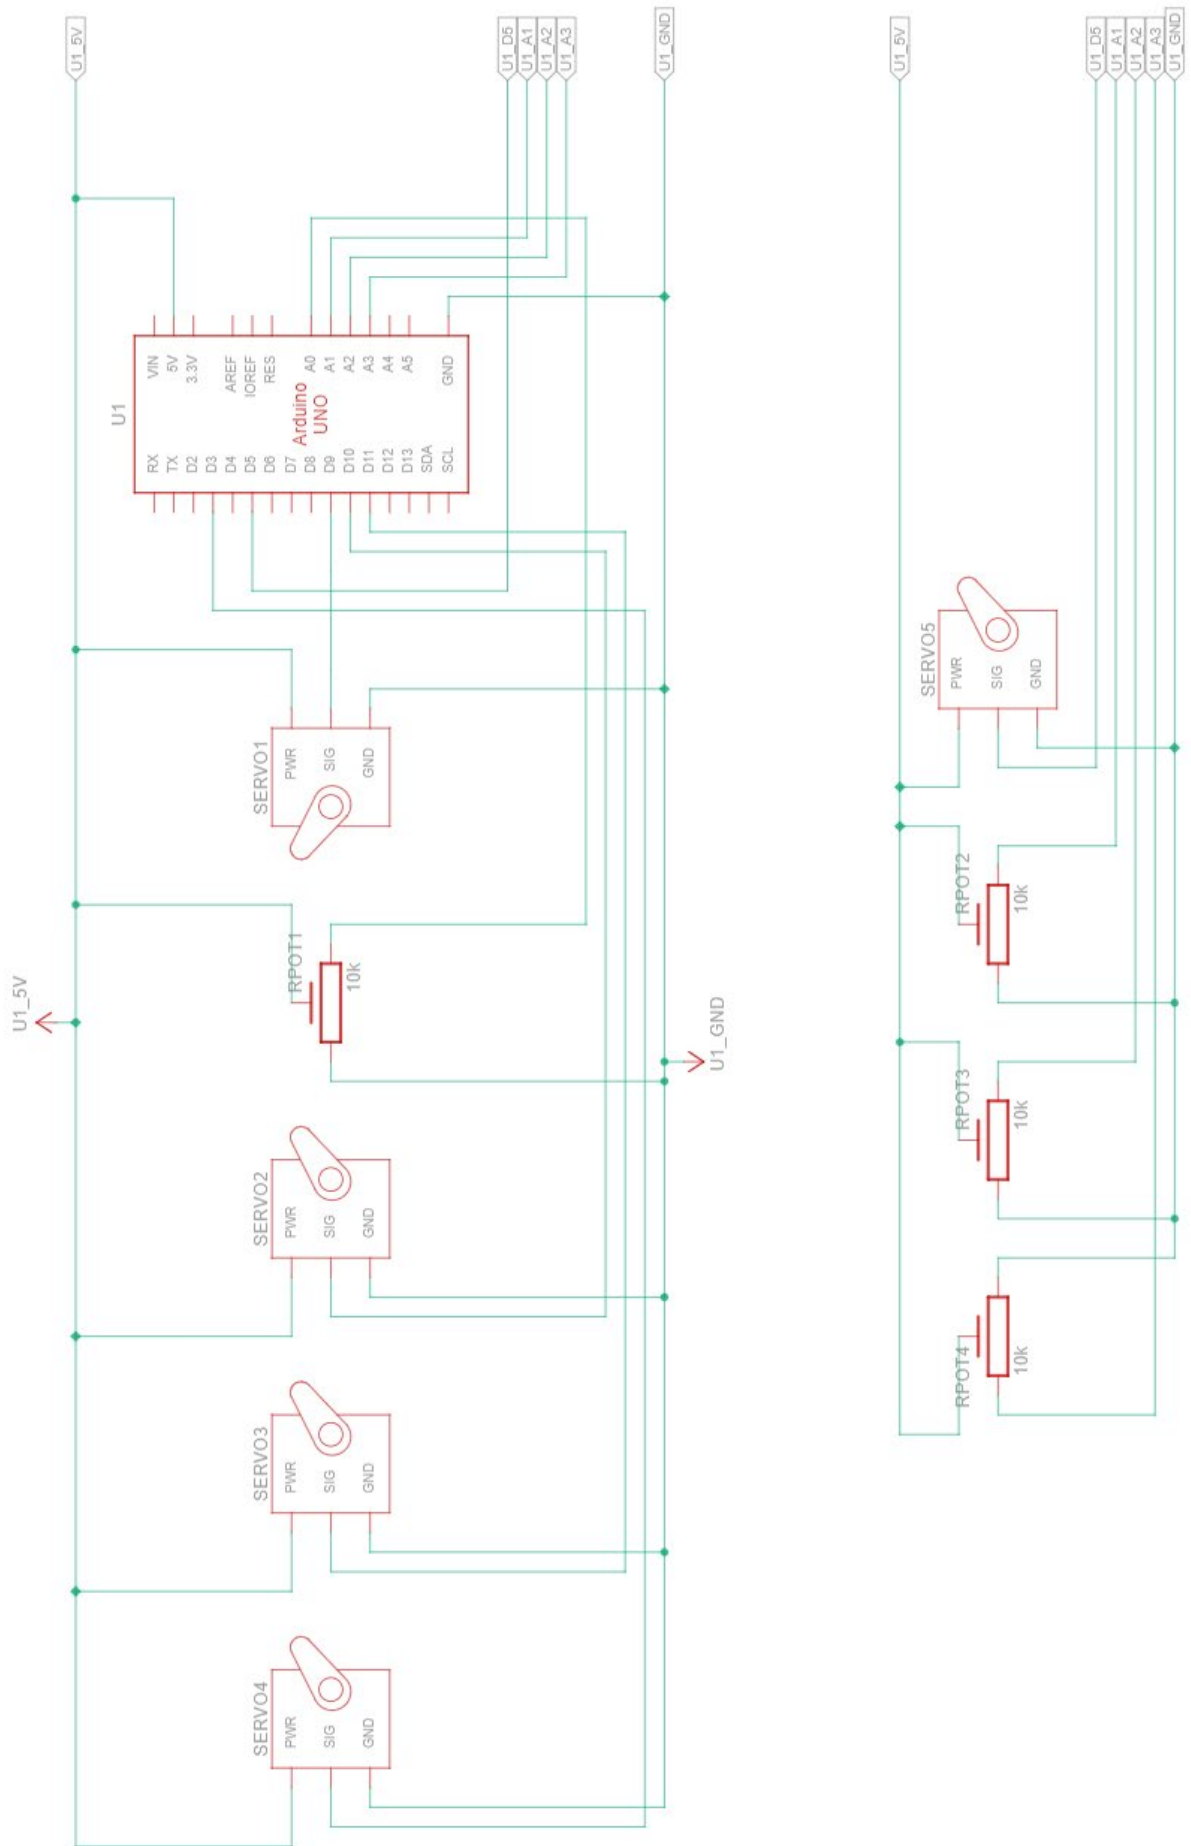 U1_5V
U1_D5
U1_A1
U1_A2
U1_A3
U1_GND
U1
VIN
5V
3.3V
AREF
IOREF
RES
A0
A1
A2
A3
A4
A5
GND
Arduino
UNO
RX
TX
D2
D3
D4
D5
D6
D7
D8
D9
D10
D11
D12
D13
SDA
SCL
SERVO1
PWR
SIG
GND
RPOT1
10k
U1_5V
U1_GND
SERVO2
PWR
SIG
GND
SERVO3
PWR
SIG
GND
SERVO4
PWR
SIG
GND
U1_5V
U1_D5
U1_A1
U1_A2
U1_A3
U1_GND
SERVO5
PWR
SIG
GND
RPOT2
10k
RPOT3
10k
RPOT4
10k